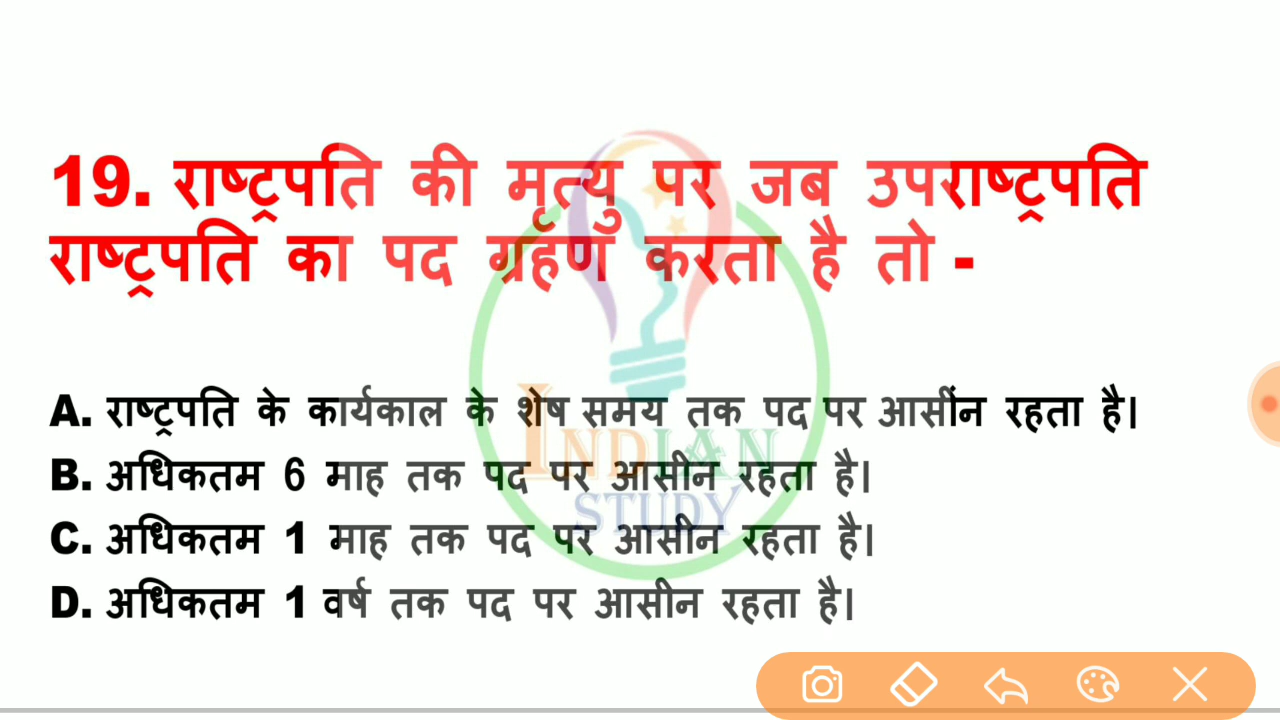 19. राष्ट्रपति की मृत्यु पर जब उपराष्ट्रपति
राष्ट्रपति का पद ग्रहण करता है तो -
A. राष्ट्रपति के कार्यकाल के शेष समय तक पद पर आसींन रहता है।
B. अधिकतम 6 माह तक पद पर आसीन रहता है।
C. अधिकतम 1 माह तक पद पर आसीन रहता है।
D. अधिकतम 1 वर्ष तक पद पर आसीन रहता है।
INDIAN
STUDY